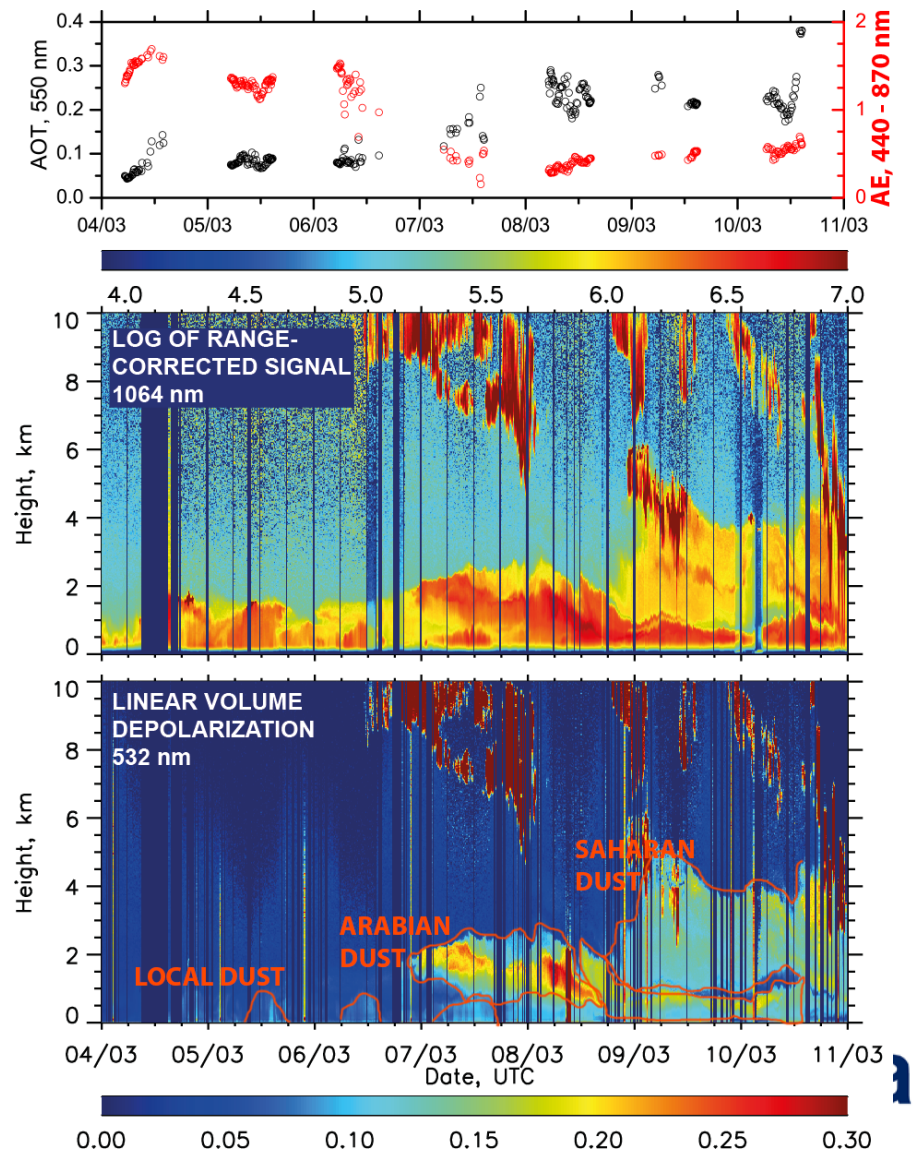 AOT, 550 nm
0.4
0.3
0.2
0.1
0.0
2
1
0
AE, 440 - 870 nm
04/03 05/03 06/03 07/03 08/03 09/03 10/03 11/03
4.0 4.5 5.0 5.5 6.0 6.5 7.0
LOG OF RANGE-
CORRECTED SIGNAL
1064 nm
Height, km
10
8
6
4
2
0
LINEAR VOLUME
DEPOLARIZATION
532 nm
Height, km
10
8
6
4
2
0
SAHARAN
DUST
ARABIAN
DUST
LOCAL DUST
04/03 05/03 06/03 07/03 08/03 09/03 10/03 11/03
Date, UTC
a
0.00 0.05 0.10 0.15 0.20 0.25 0.30